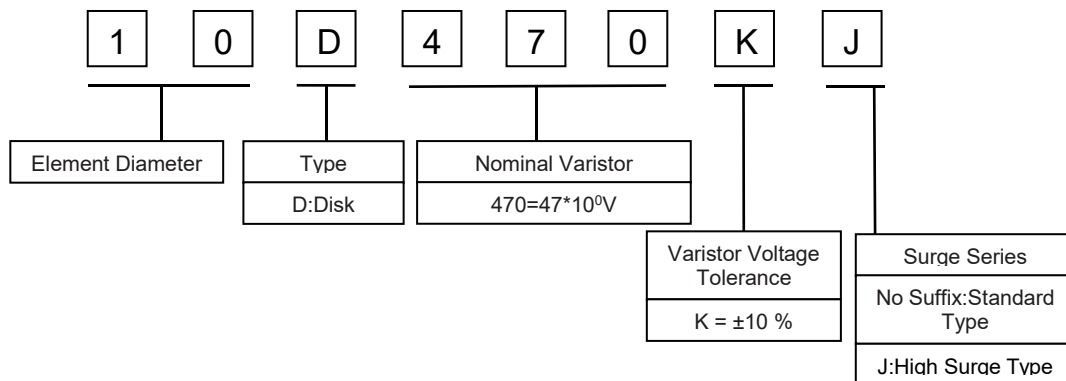 1 0 D 4 7 0 K J
Element Diameter
Type
D:Disk
Nominal Varistor
470=47*10⁰V
Varistor Voltage
Tolerance
K = ±10 %
Surge Series
No Suffix:Standard
Type
J:High Surge Type